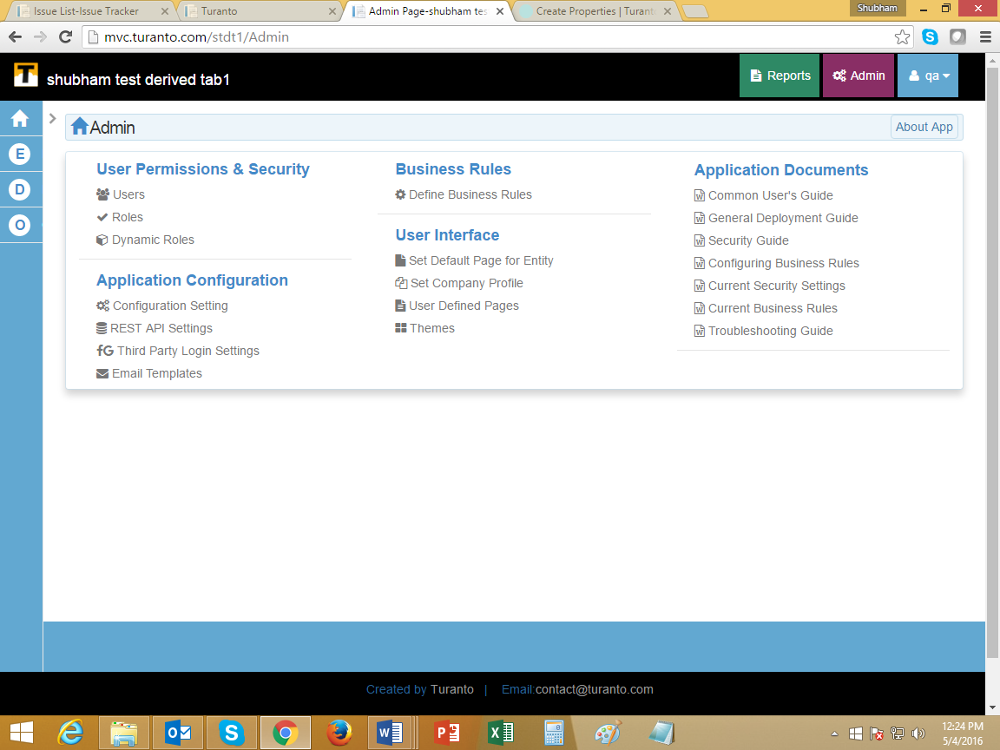 Shubham
Issue List-Issue Tracker
Turanto
Admin Page-shubham tes
Create Properties | Turant
mvc.turanto.com/stdt1/Admin
T
shubham test derived tab1
Reports
Admin
qa
E
D
O
Admin
About App
User Permissions & Security
Users
Roles
Dynamic Roles
Application Configuration
Configuration Setting
REST API Settings
fG Third Party Login Settings
Email Templates
Business Rules
Define Business Rules
User Interface
Set Default Page for Entity
Set Company Profile
User Defined Pages
Themes
Application Documents
Common User's Guide
General Deployment Guide
Security Guide
Configuring Business Rules
Current Security Settings
Current Business Rules
Troubleshooting Guide
Created by Turanto | Email:contact@turanto.com
12:24 PM
5/4/2016